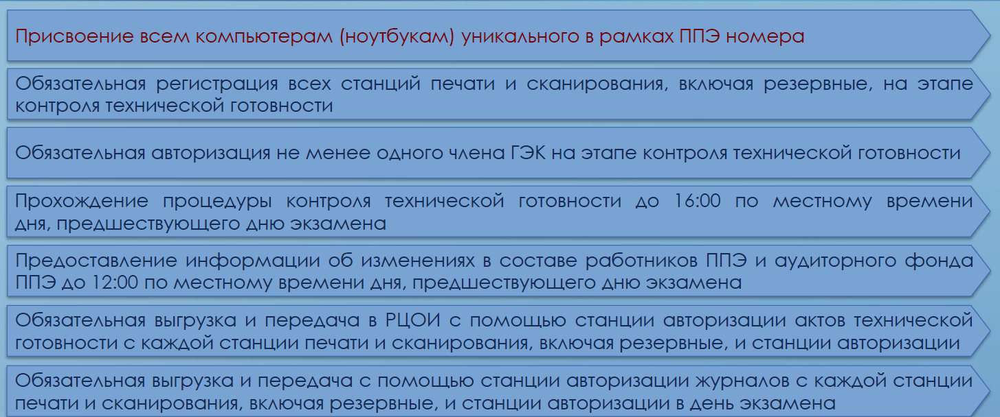 Присвоение всем компьютерам (ноутбукам) уникального в рамках ППЭ номера
Обязательная регистрация всех станций печати и сканирования, включая резервные, на этапе
контроля технической готовности
Обязательная авторизация не менее одного члена ГЭК на этапе контроля технической готовности
Прохождение процедуры контроля технической готовности до 16:00 по местному времени
дня, предшествующего дню экзамена
Предоставление информации об изменениях в составе работников ППЭ и аудиторного фонда
ППЭ до 12:00 по местному времени дня, предшествующего дню экзамена
Обязательная выгрузка и передача в РЦОИ с помощью станции авторизации актов технической
готовности с каждой станции печати и сканирования, включая резервные, и станции авторизации
Обязательная выгрузка и передача с помощью станции авторизации журналов с каждой станции
печати и сканирования, включая резервные, и станции авторизации в день экзамена